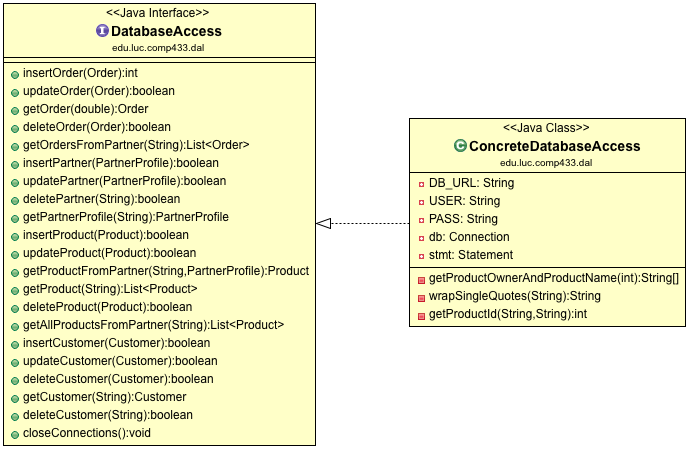 <<Java Interface>>
I DatabaseAccess
edu.luc.comp433.dal
insertOrder(Order):int
updateOrder(Order):boolean
getOrder(double):Order
deleteOrder(Order):boolean
getOrdersFromPartner(String):List<Order>
insertPartner(PartnerProfile):boolean
updatePartner(PartnerProfile):boolean
deletePartner(String):boolean
getPartnerProfile(String):PartnerProfile
insertProduct(Product):boolean
updateProduct(Product):boolean
getProductFromPartner(String,PartnerProfile):Product
getProduct(String):List<Product>
deleteProduct(Product):boolean
getAllProductsFromPartner(String):List<Product>
insertCustomer(Customer):boolean
updateCustomer(Customer):boolean
deleteCustomer(Customer):boolean
getCustomer(String):Customer
deleteCustomer(String):boolean
closeConnections():void
<<Java Class>>
C ConcreteDatabaseAccess
edu.luc.comp433.dal
DB_URL: String
USER: String
PASS: String
db: Connection
stmt: Statement
getProductOwnerAndProductName(int):String[]
wrapSingleQuotes(String):String
getProductId(String,String):int